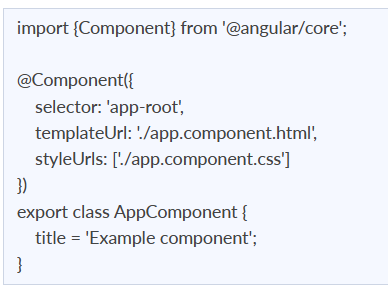 import {Component} from '@angular/core';
@Component({
selector: 'app-root',
templateUrl: './app.component.html',
styleUrls: ['./app.component.css']
})
export class AppComponent {
title = 'Example component';
}